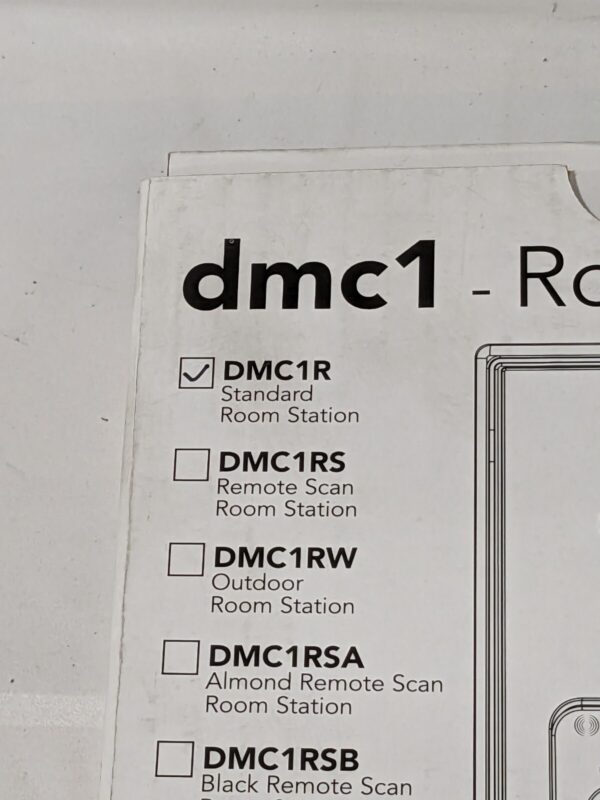 dmc1 - Ro
DMC1R
Standard
Room Station
DMC1RS
Remote Scan
Room Station
DMC1RW
Outdoor
Room Station
DMC1RSA
Almond Remote Scan
Room Station
DMC1RSB
Black Remote Scan